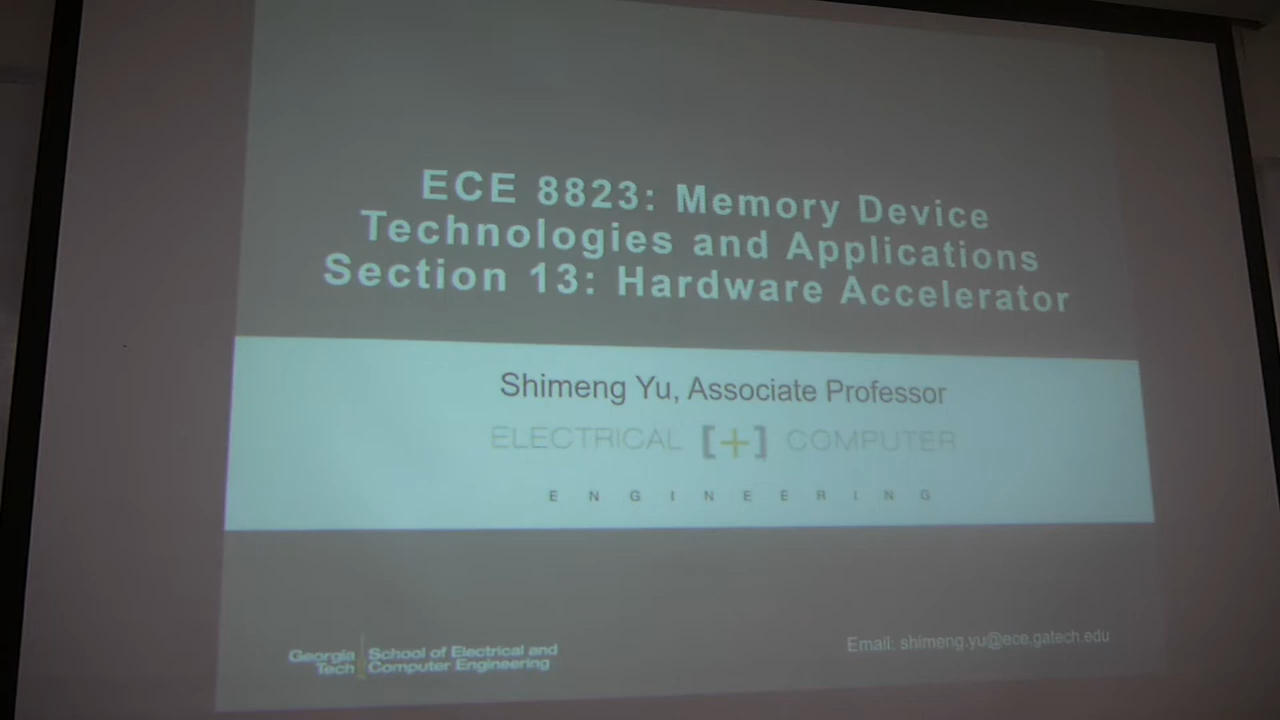 ECE 8823: Memory Device
Technologies and Applications
Section 13: Hardware Accelerator
Shimeng Yu, Associate Professor
ELECTRICAL [+] COMPUTER
ENGINEERING
Georgia Tech
School of Electrical and
Computer Engineering
Email: shimeng.yu@ece.gatech.edu